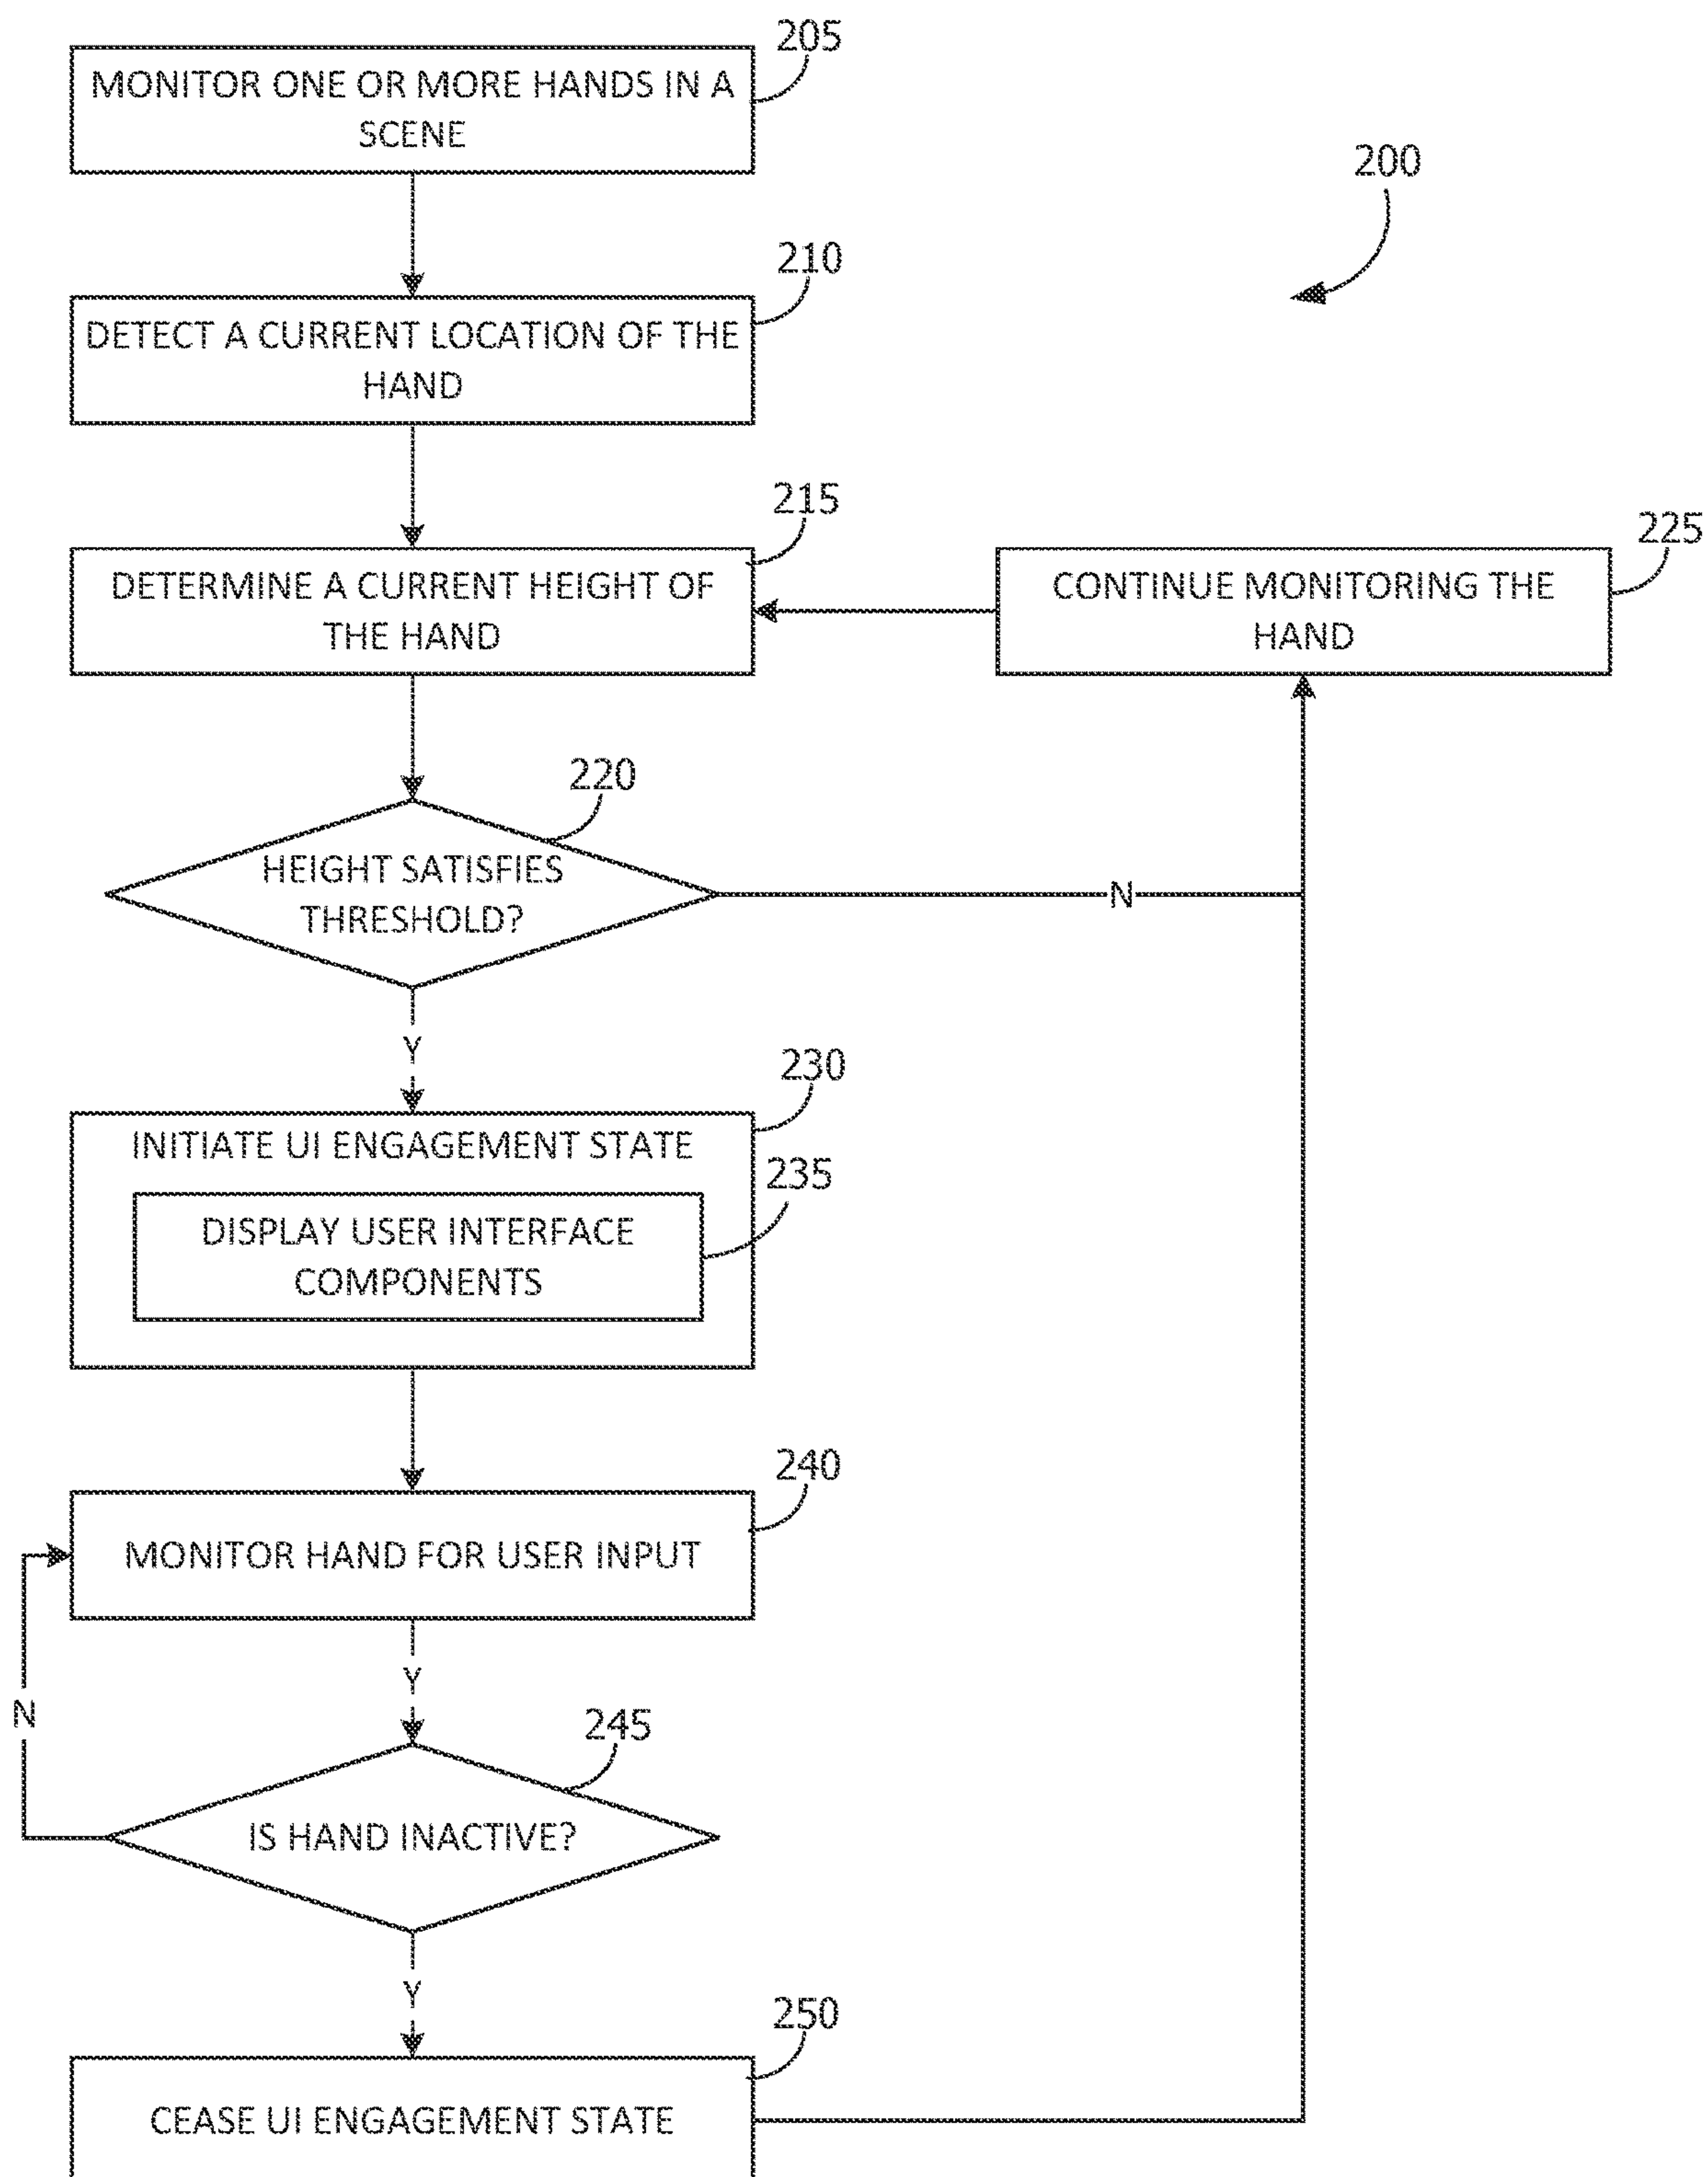 205
MONITOR ONE OR MORE HANDS IN A
SCENE
200
210
DETECT A CURRENT LOCATION OF THE
HAND
215
DETERMINE A CURRENT HEIGHT OF
THE HAND
225
CONTINUE MONITORING THE
HAND
220
HEIGHT SATISFIES
THRESHOLD?
N
Y
230
INITIATE UI ENGAGEMENT STATE
235
DISPLAY USER INTERFACE
COMPONENTS
240
MONITOR HAND FOR USER INPUT
Y
N
245
IS HAND INACTIVE?
Y
250
CEASE UI ENGAGEMENT STATE